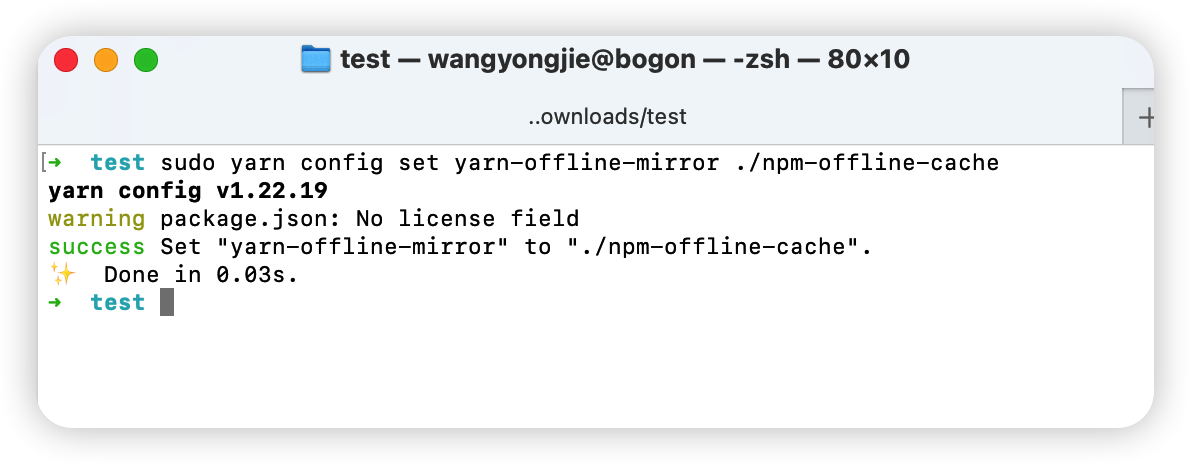 test — wangyongjie@bogon — -zsh — 80×10
..ownloads/test
+
[➜  test sudo yarn config set yarn-offline-mirror ./npm-offline-cache
yarn config v1.22.19
warning package.json: No license field
success Set "yarn-offline-mirror" to "./npm-offline-cache".
✨  Done in 0.03s.
➜  test